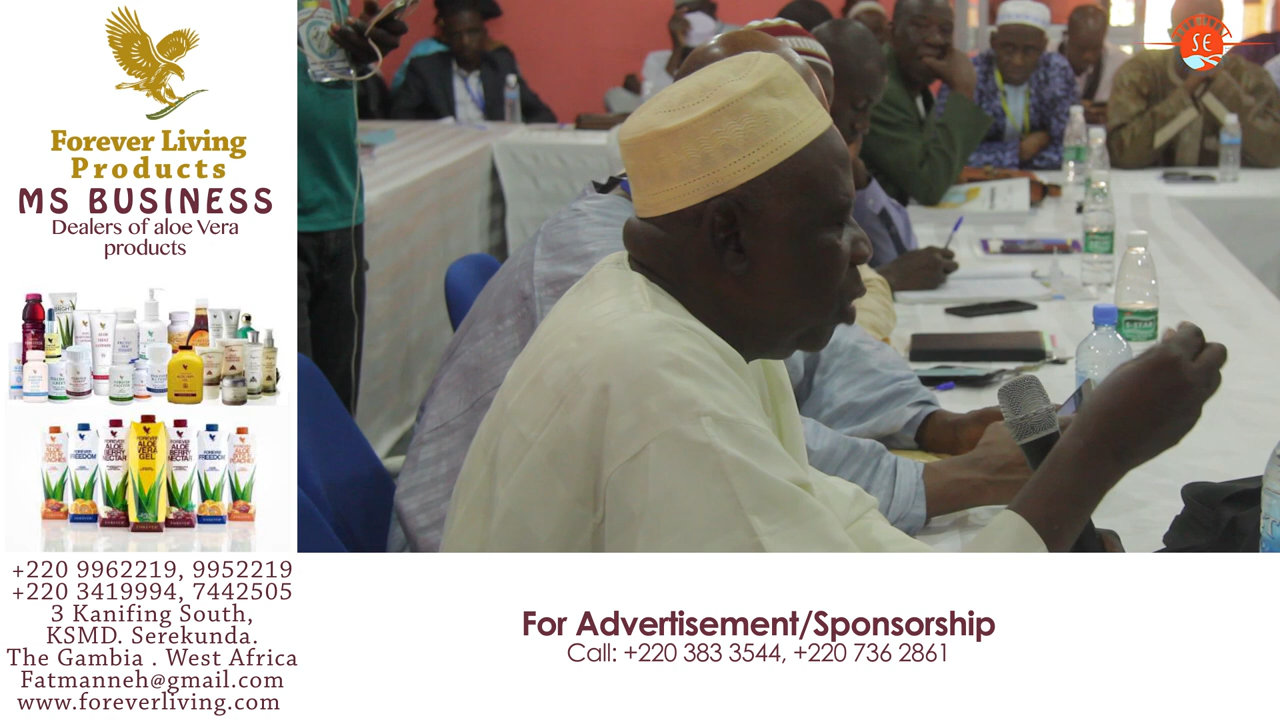 Forever Living
Products
MS BUSINESS
Dealers of aloe Vera
products
+220 9962219, 9952219
+220 3419994, 7442505
3 Kanifing South,
KSMD. Serekunda.
The Gambia . West Africa
Fatmanneh@gmail.com
www.foreverliving.com
SE
For Advertisement/Sponsorship
Call: +220 383 3544, +220 736 2861